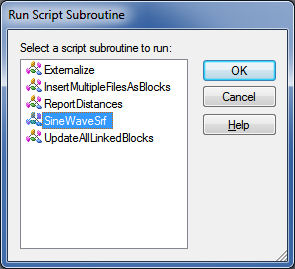 Run Script Subroutine
Select a script subroutine to run:
Externalize
InsertMultipleFilesAsBlocks
ReportDistances
SineWaveSrf
UpdateAllLinkedBlocks
OK
Cancel
Help